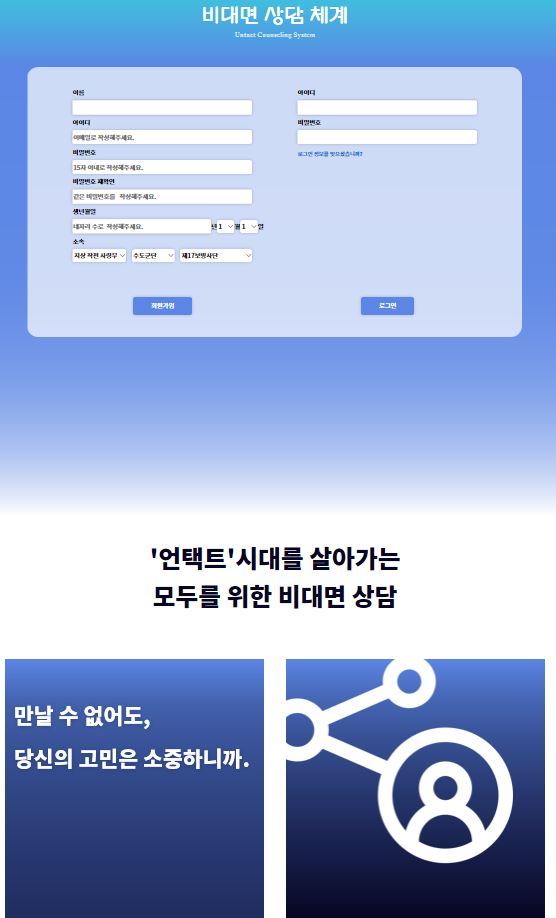 비대면 상담 체계
Untact Counseling System
이름
아이디
이메일로 작성해주세요.
비밀번호
15자 이내로 작성해주세요.
비밀번호 재확인
같은 비밀번호를 작성해주세요.
생년월일
네자리 수로 작성해주세요.
년 1 월 1 일
소속
지상 작전 사령부 수도군단 제17보병사단
회원가입
아이디
비밀번호
로그인 정보를 잊으셨습니까?
로그인
'언택트'시대를 살아가는
모두를 위한 비대면 상담
만날 수 없어도,
당신의 고민은 소중하니까.